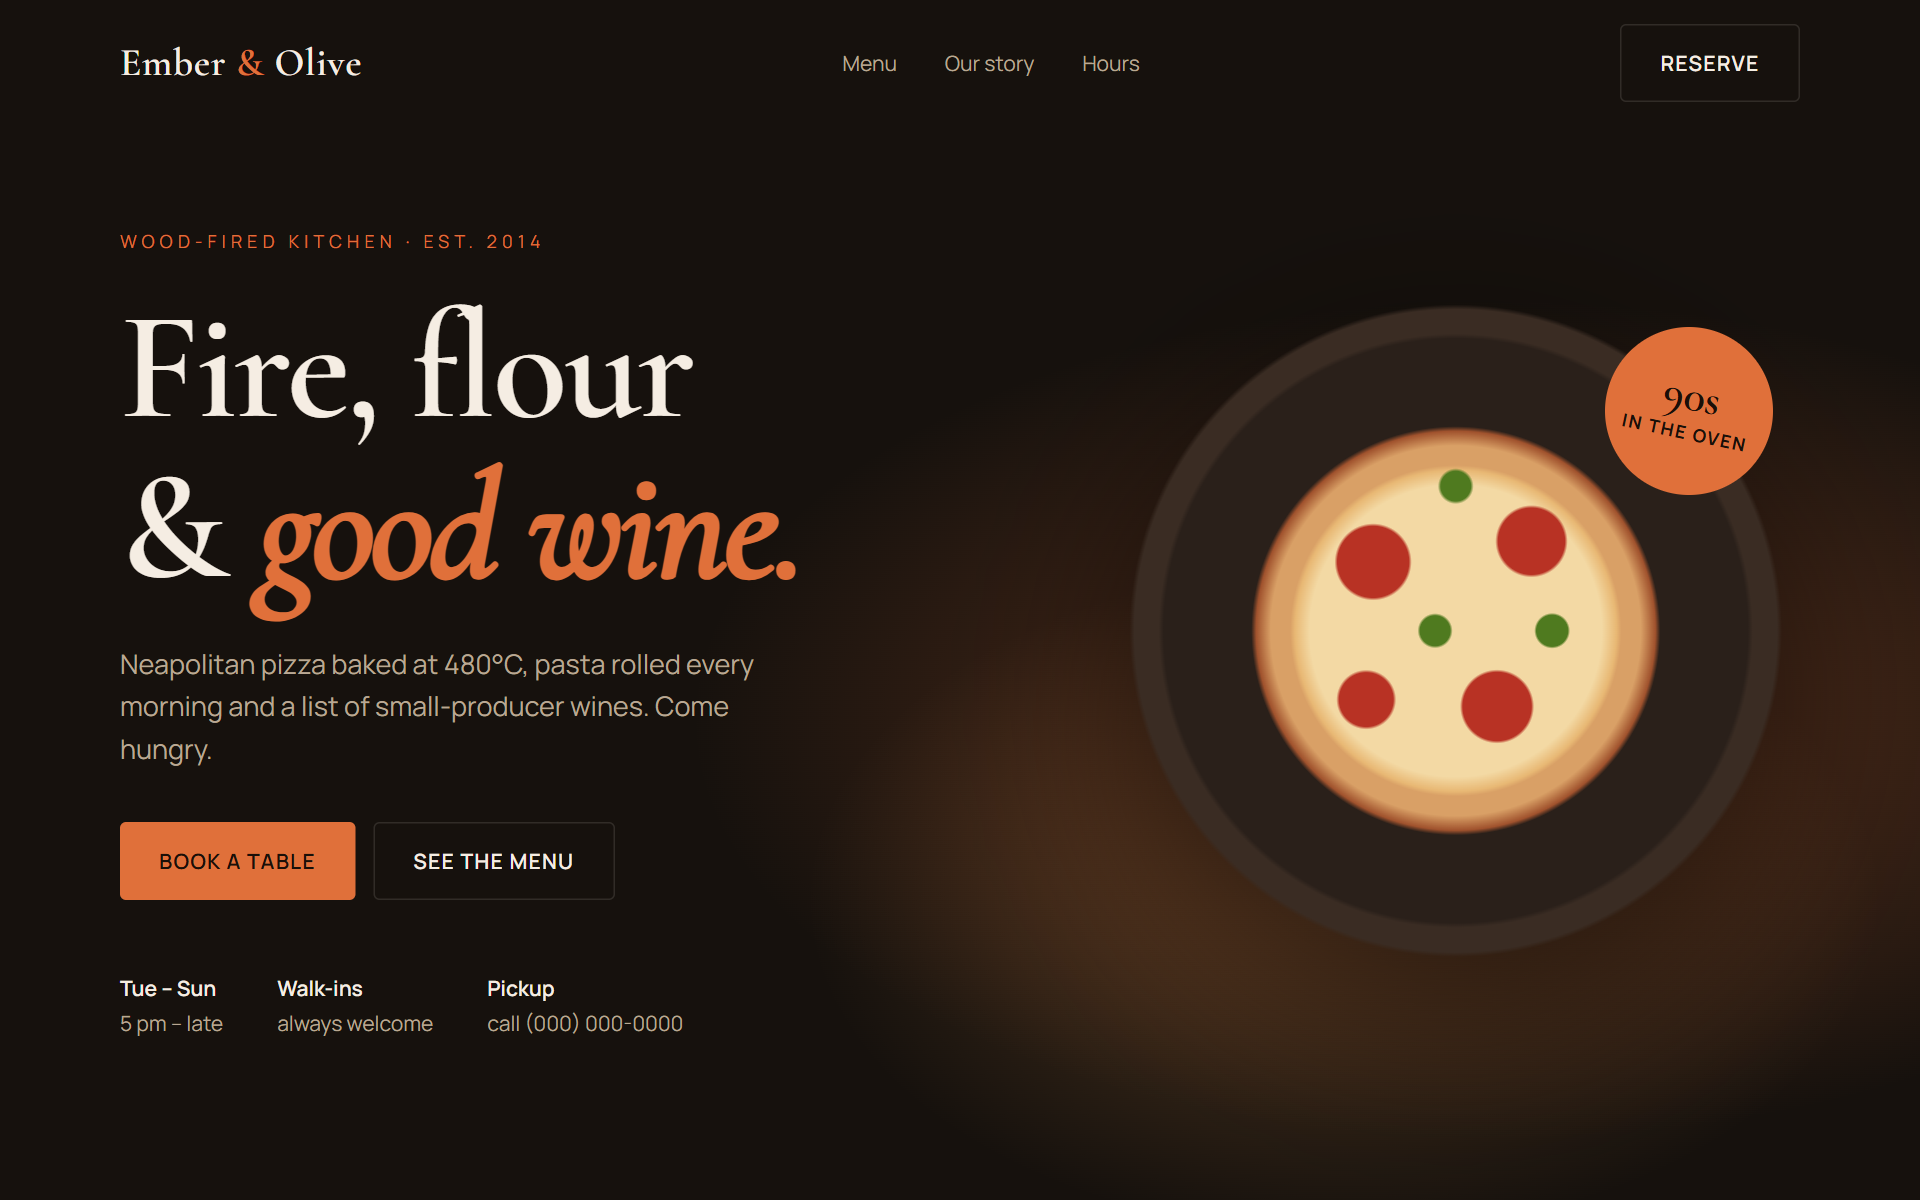 Ember & Olive
Menu
Our story
Hours
RESERVE
WOOD-FIRED KITCHEN · EST. 2014
Fire, flour
& good wine.
Neapolitan pizza baked at 480°C, pasta rolled every
morning and a list of small-producer wines. Come
hungry.
BOOK A TABLE
SEE THE MENU
Tue – Sun
5 pm – late
Walk-ins
always welcome
Pickup
call (000) 000-0000
90s
IN THE OVEN